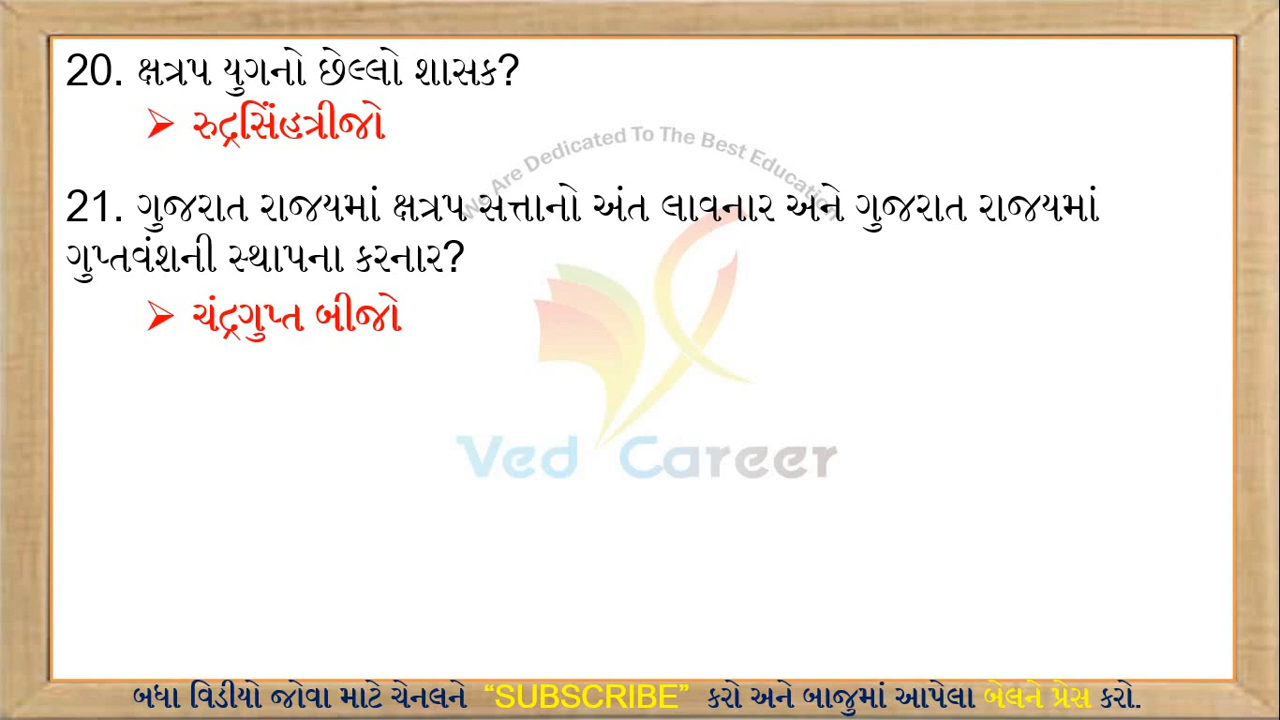 20. ક્ષત્રપ યુગનો છેલ્લો શાસક?
➢ રુદ્રસિંહત્રીજો
We Are Dedicated To The Best Education
21. ગુજરાત રાજયમાં ક્ષત્રપ સત્તાનો અંત લાવનાર અને ગુજરાત રાજયમાં
ગુપ્તવંશની સ્થાપના કરનાર?
➢ ચંદ્રગુપ્ત બીજો
Ved Career
બધા વિડીયો જોવા માટે ચેનલને “SUBSCRIBE” કરો અને બાજુમાં આપેલા બેલને પ્રેસ કરો.